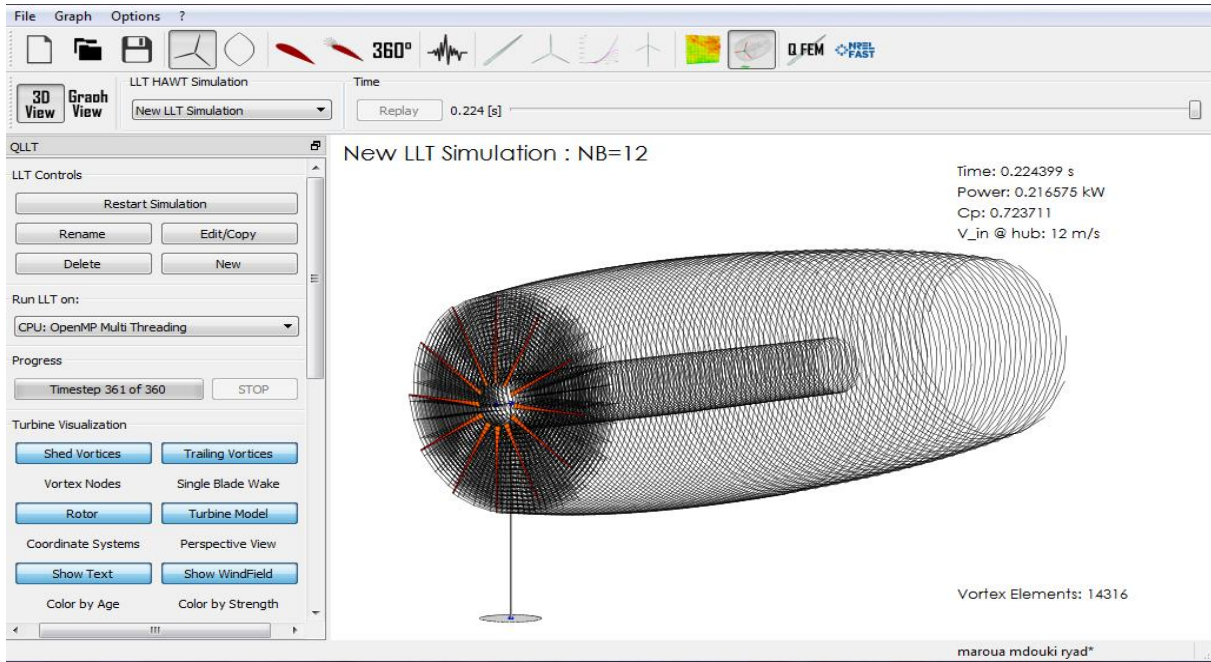 File Graph Options ?
360°
Q FEM
NREL
FAST
3D
View
Graph
View
LLT HAWT Simulation
New LLT Simulation
Time
Replay 0.224 [s]
QLLT
LLT Controls
Restart Simulation
Rename Edit/Copy
Delete New
Run LLT on:
CPU: OpenMP Multi Threading
Progress
Timestep 361 of 360 STOP
Turbine Visualization
Shed Vortices Trailing Vortices
Vortex Nodes Single Blade Wake
Rotor Turbine Model
Coordinate Systems Perspective View
Show Text Show WindField
Color by Age Color by Strength
New LLT Simulation : NB=12
Time: 0.224399 s
Power: 0.216575 kW
Cp: 0.723711
V_in @ hub: 12 m/s
Vortex Elements: 14316
maroua mdouki ryad*